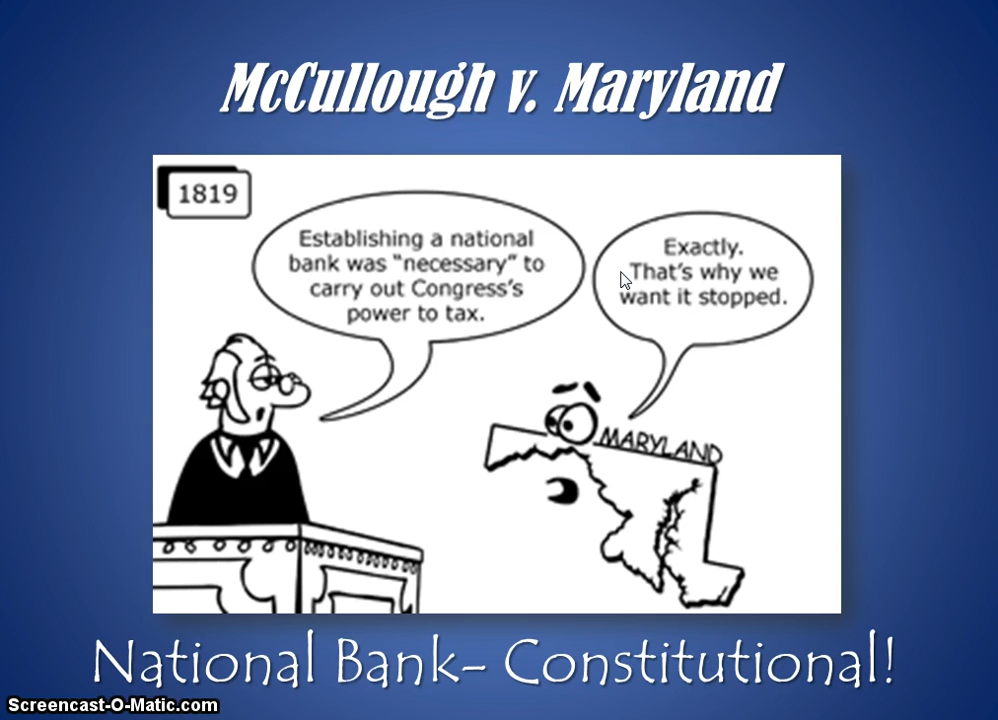 McCullough v. Maryland
1819
Establishing a national
bank was “necessary” to
carry out Congress’s
power to tax.
Exactly.
That’s why we
want it stopped.
MARYLAND
National Bank- Constitutional!
Screencast-O-Matic.com